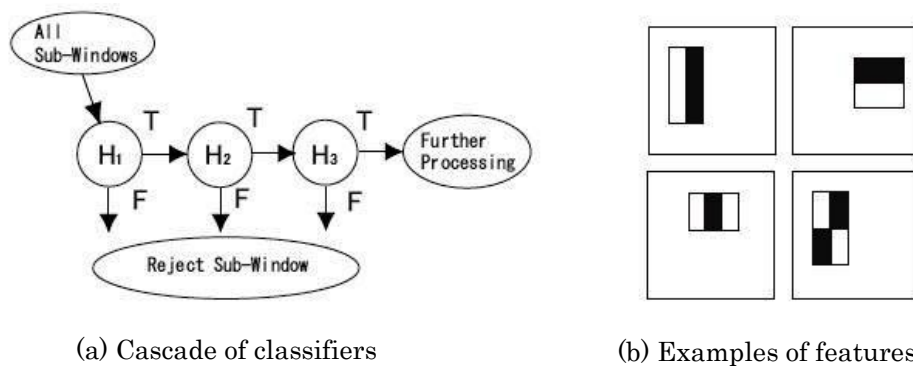 All
Sub-Windows
T
T
T
H1
H2
H3
Further
Processing
F
F
F
Reject Sub-Window
(a) Cascade of classifiers
(b) Examples of features